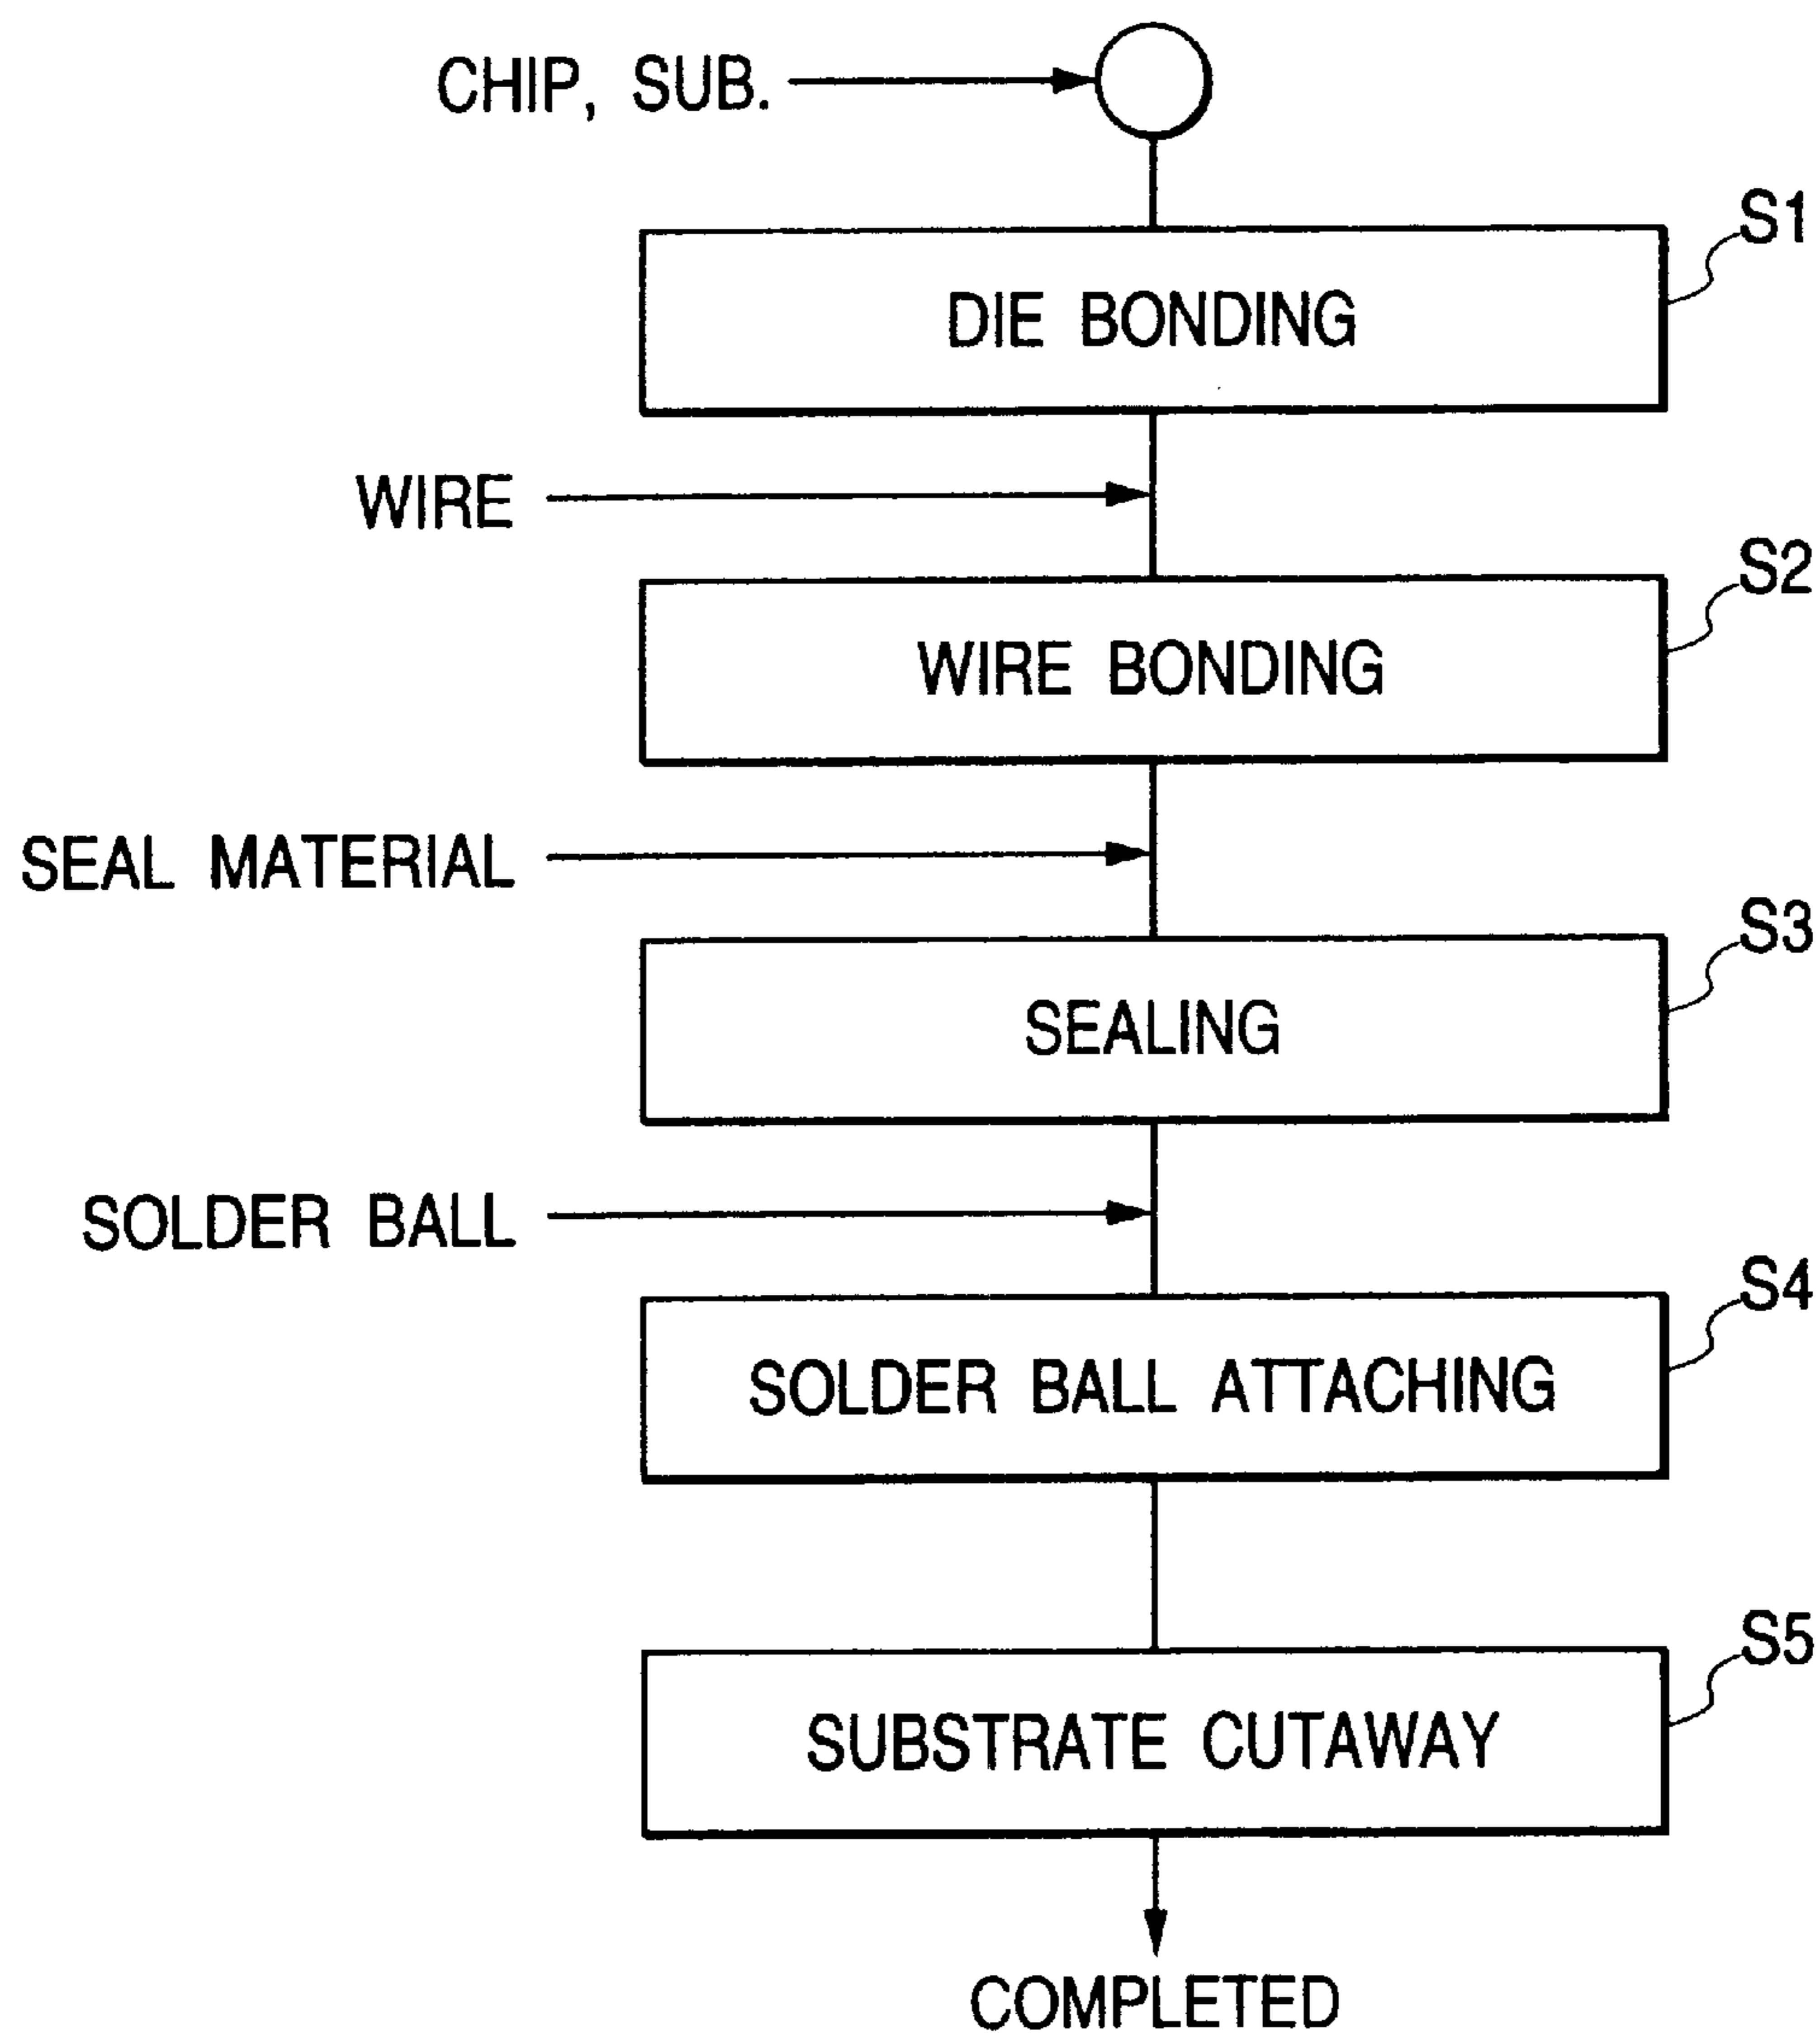 CHIP, SUB.
S1
DIE BONDING
WIRE
S2
WIRE BONDING
SEAL MATERIAL
S3
SEALING
SOLDER BALL
S4
SOLDER BALL ATTACHING
S5
SUBSTRATE CUTAWAY
COMPLETED